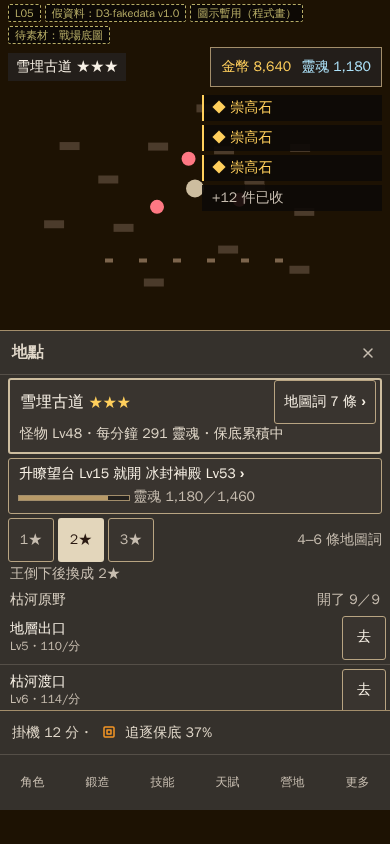 L05 假資料：D3-fakedata v1.0 圖示暫用（程式畫）
待素材：戰場底圖
雪埋古道 ★★★
金幣 8,640 靈魂 1,180
◆ 崇高石
◆ 崇高石
◆ 崇高石
+12 件已收
地點 ×
雪埋古道 ★★★
地圖詞 7 條 ›
怪物 Lv48・每分鐘 291 靈魂・保底累積中
升瞭望台 Lv15 就開 冰封神殿 Lv53 ›
靈魂 1,180／1,460
1★ 2★ 3★ 4–6 條地圖詞
王倒下後換成 2★
枯河原野 開了 9／9
地層出口
Lv5・110/分
去
枯河渡口
Lv6・114/分
去
掛機 12 分・ 追逐保底 37%
角色 鍛造 技能 天賦 營地 更多